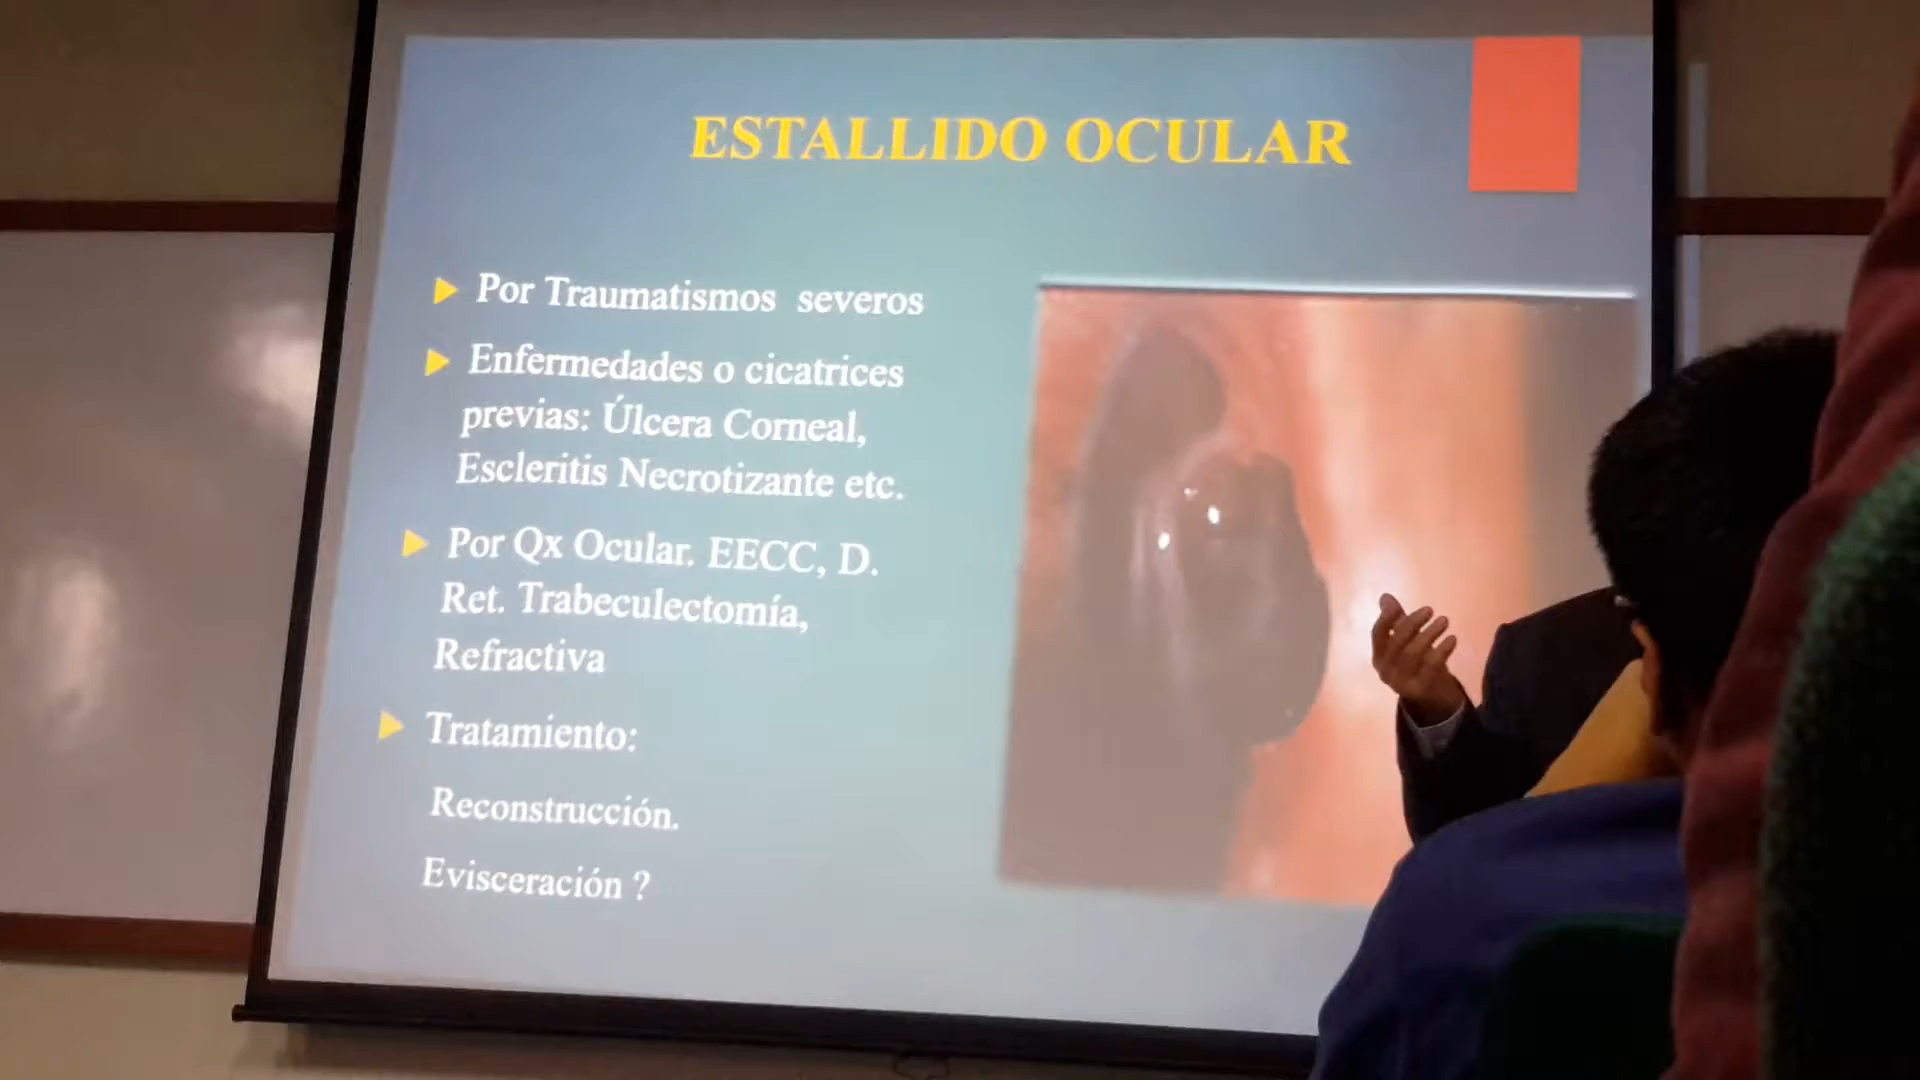 ESTALLIDO OCULAR
Por Traumatismos severos
Enfermedades o cicatrices
previas: Úlcera Corneal,
Escleritis Necrotizante etc.
Por Qx Ocular. EECC, D.
Ret. Trabeculectomía,
Refractiva
Tratamiento:
Reconstrucción.
Evisceración ?